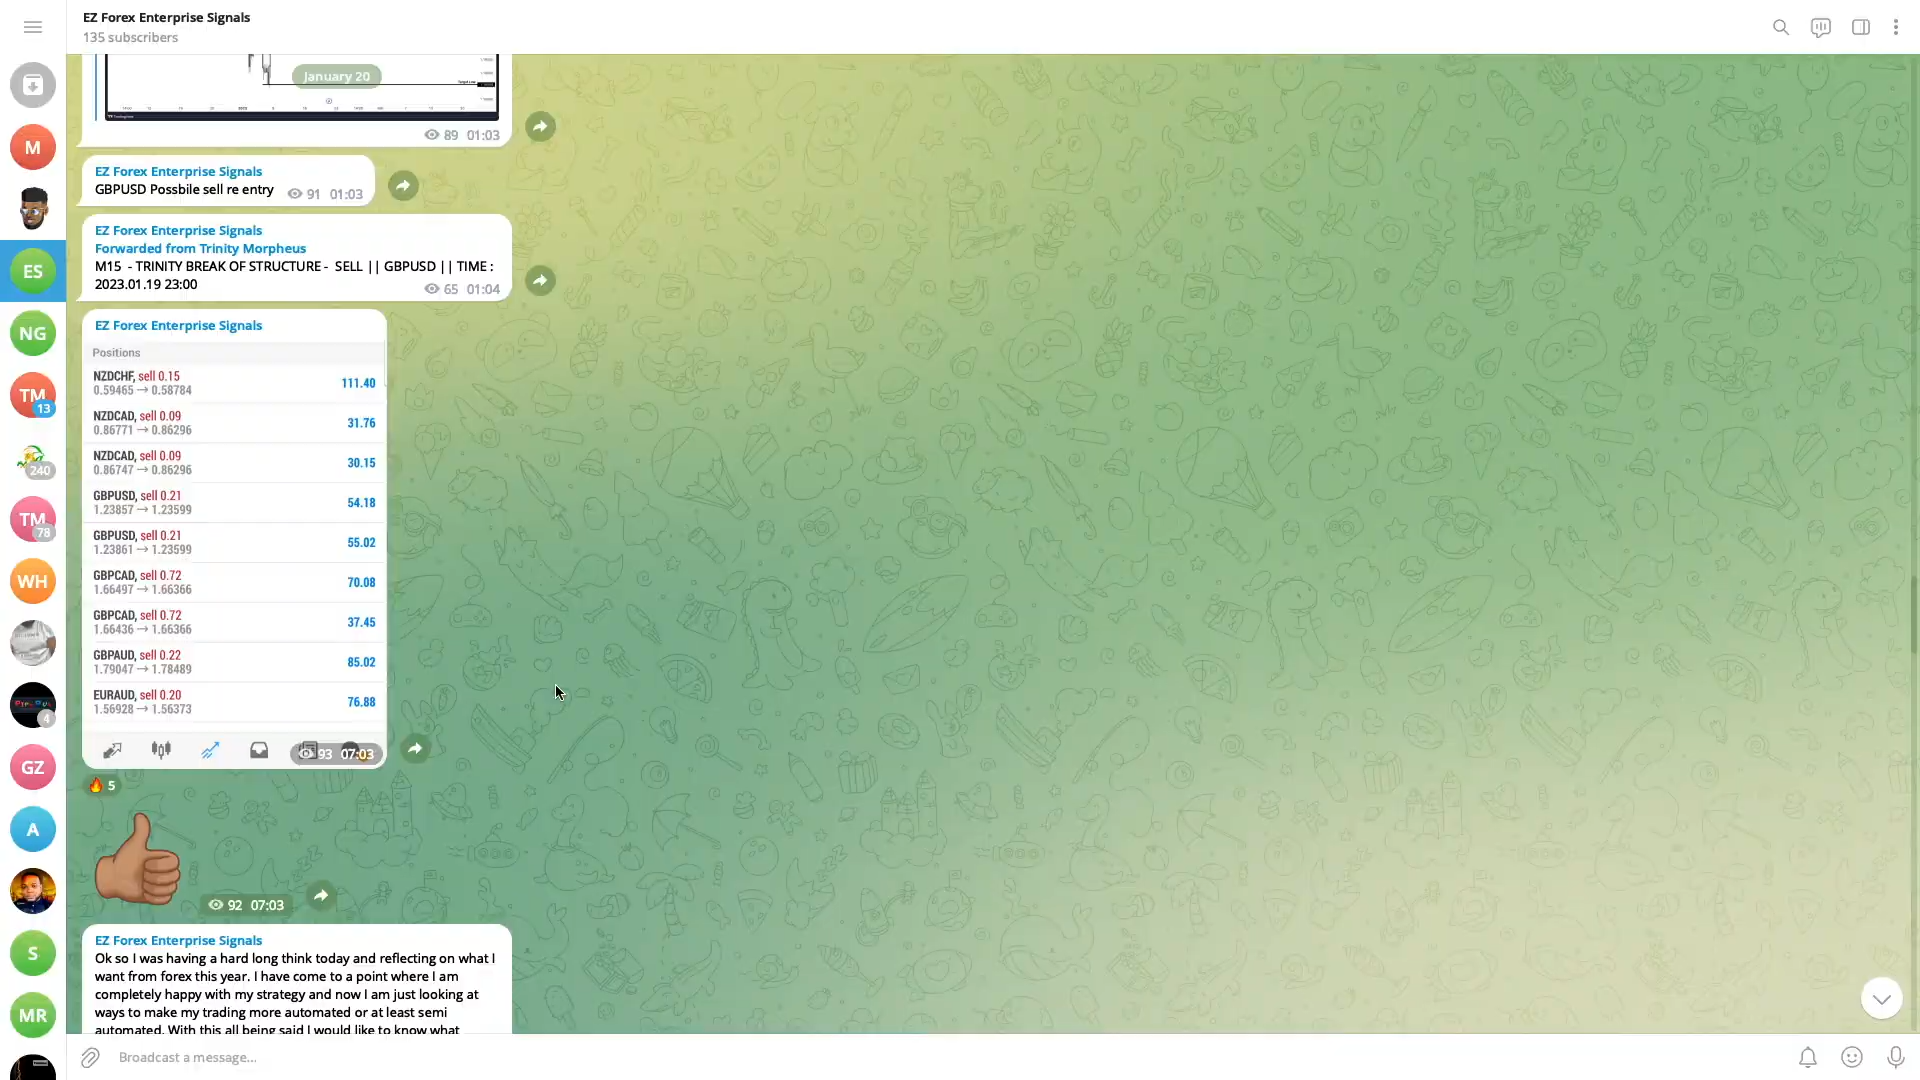 EZ Forex Enterprise Signals
135 subscribers
January 20
89 01:03
EZ Forex Enterprise Signals
GBPUSD Possbile sell re entry
91 01:03
EZ Forex Enterprise Signals
Forwarded from Trinity Morpheus
M15 - TRINITY BREAK OF STRUCTURE - SELL || GBPUSD || TIME :
2023.01.19 23:00
65 01:04
EZ Forex Enterprise Signals
Positions
NZDCHF, sell 0.15
0.59465 → 0.58784
111.40
NZDCAD, sell 0.09
0.86771 → 0.86296
31.76
NZDCAD, sell 0.09
0.86747 → 0.86296
30.15
GBPUSD, sell 0.21
1.23857 → 1.23599
54.18
GBPUSD, sell 0.21
1.23861 → 1.23599
55.02
GBPCAD, sell 0.72
1.66497 → 1.66366
70.08
GBPCAD, sell 0.72
1.66436 → 1.66366
37.45
GBPAUD, sell 0.22
1.79047 → 1.78489
85.02
EURAUD, sell 0.20
1.56928 → 1.56373
76.88
93 07:03
5
92 07:03
EZ Forex Enterprise Signals
Ok so I was having a hard long think today and reflecting on what I
want from forex this year. I have come to a point where I am
completely happy with my strategy and now I am just looking at
ways to make my trading more automated or at least semi
automated. With this all being said I would like to know what
Broadcast a message...
M
ES
NG
TM
13
240
TM
78
WH
4
GZ
A
S
MR